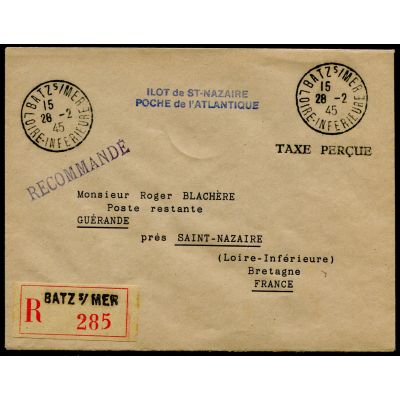 BATZ S/MER
15
28 -2
45
LOIRE-INFERIEURE
ILOT de ST-NAZAIRE
POCHE de l'ATLANTIQUE
BATZ S/MER
15
28 -2
45
LOIRE-INFERIEURE
TAXE PERÇUE
RECOMMANDÉ
Monsieur Roger BLACHÈRE
Poste restante
GUÉRANDE
prés SAINT-NAZAIRE
(Loire-Inférieure)
Bretagne
FRANCE
R BATZ S/MER
285